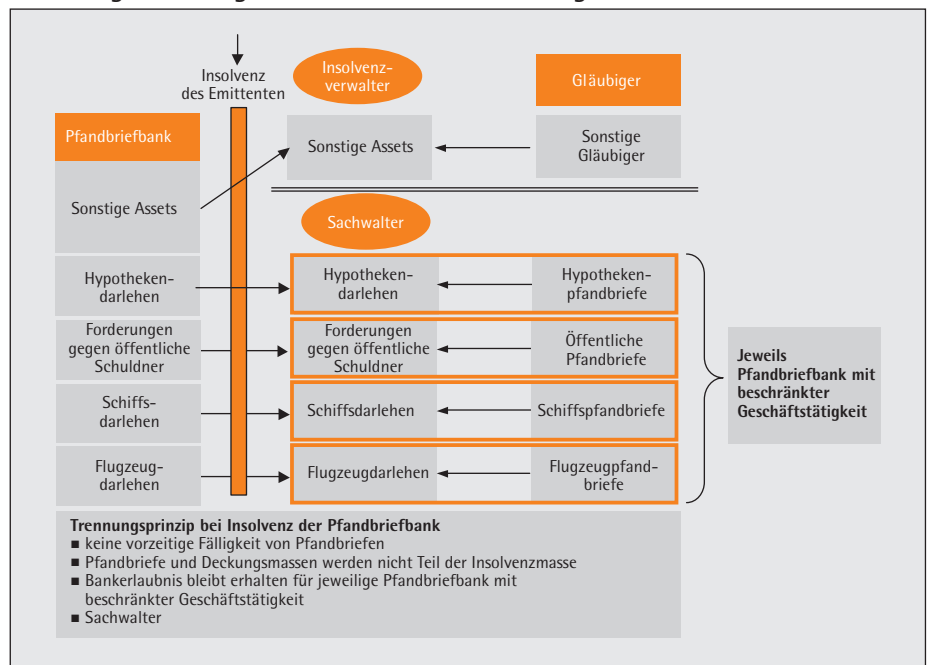 Insolvenz
des Emittenten
Insolvenz-
verwalter
Gläubiger
Pfandbriefbank
Sonstige Assets
Sonstige Assets
Sonstige
Gläubiger
Sachwalter
Hypotheken-
darlehen
Hypotheken-
darlehen
Hypotheken-
pfandbriefe
Forderungen
gegen öffentliche
Schuldner
Forderungen
gegen öffentliche
Schuldner
Öffentliche
Pfandbriefe
Schiffs-
darlehen
Schiffsdarlehen
Schiffspfandbriefe
Flugzeug-
darlehen
Flugzeugdarlehen
Flugzeugpfand-
briefe
Jeweils
Pfandbriefbank mit
beschränkter
Geschäftstätigkeit
Trennungsprinzip bei Insolvenz der Pfandbriefbank
■ keine vorzeitige Fälligkeit von Pfandbriefen
■ Pfandbriefe und Deckungsmassen werden nicht Teil der Insolvenzmasse
■ Bankerlaubnis bleibt erhalten für jeweilige Pfandbriefbank mit
beschränkter Geschäftstätigkeit
■ Sachwalter